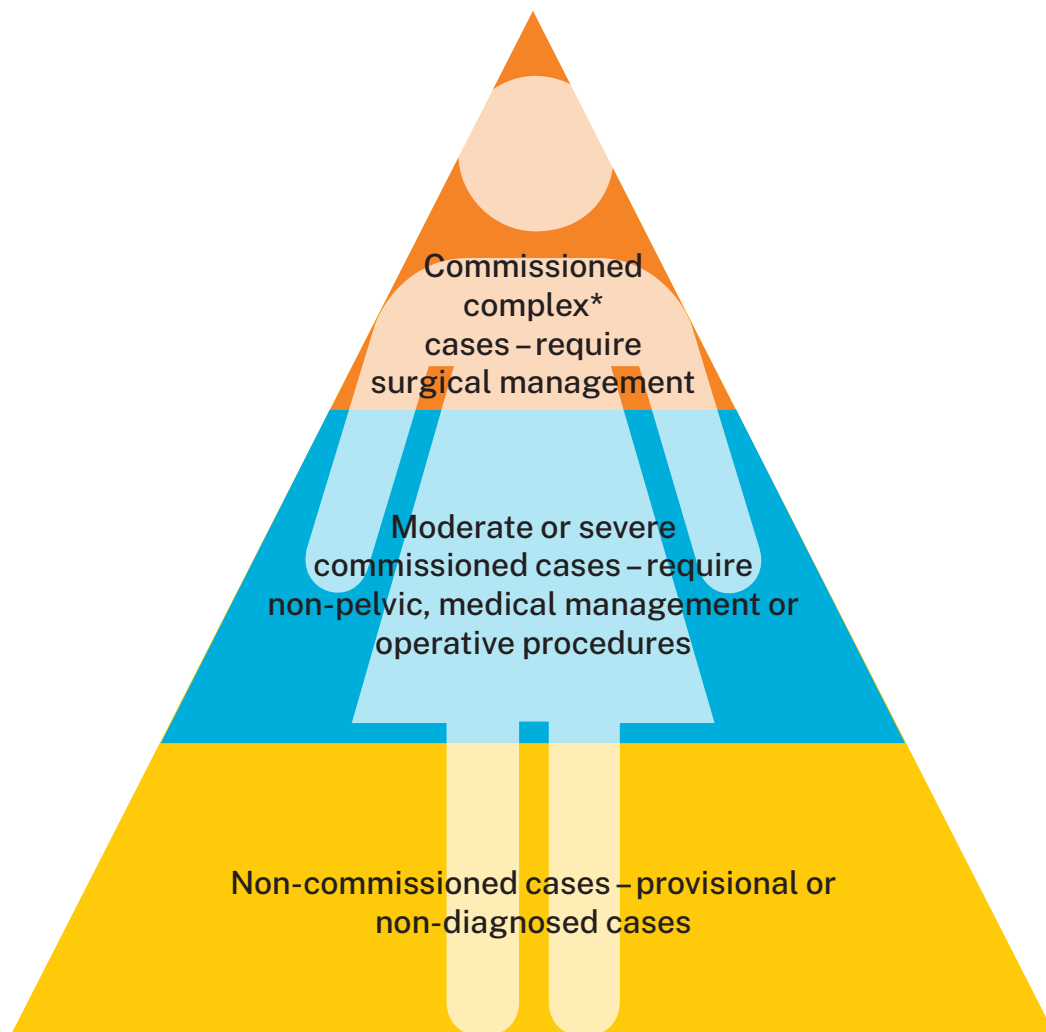 Commissioned
complex*
cases – require
surgical management
Moderate or severe
commissioned cases – require
non-pelvic, medical management or
operative procedures
Non-commissioned cases – provisional or
non-diagnosed cases